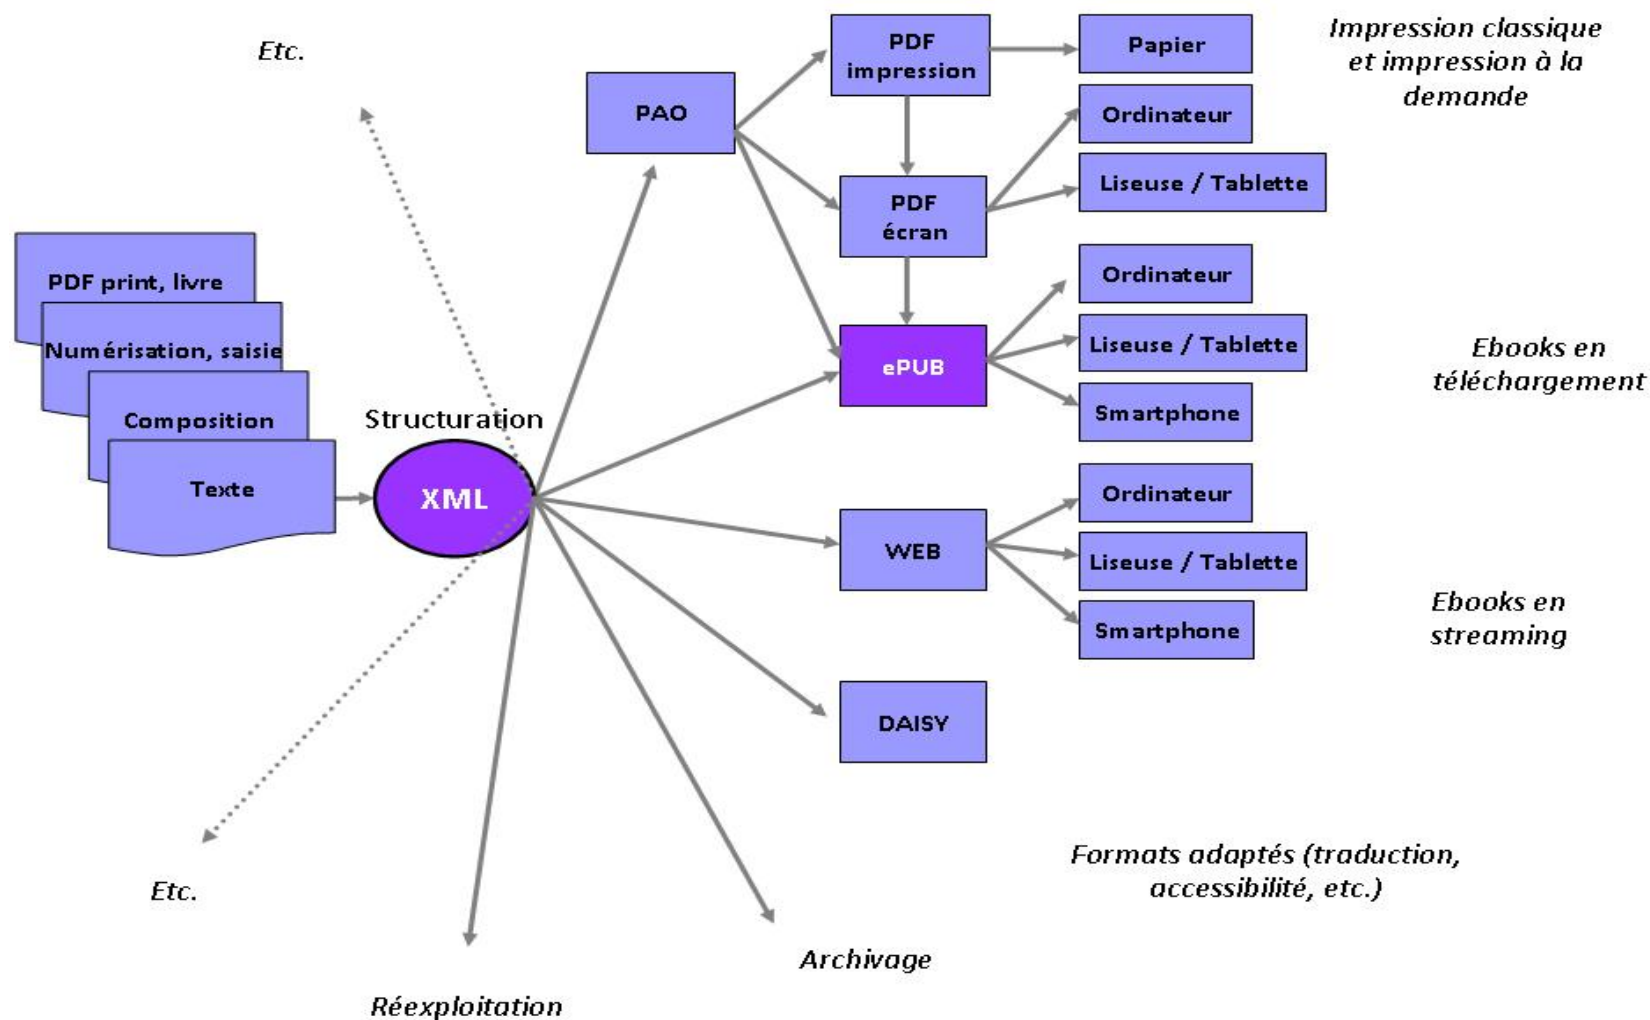 Etc.
PDF
impression
Papier
Impression classique
et impression à la
demande
PAO
Ordinateur
Liseuse / Tablette
PDF
écran
PDF print, livre
Numérisation, saisie
Composition
Texte
Structuration
XML
Ordinateur
Liseuse / Tablette
Smartphone
ePUB
Ebooks en
téléchargement
Ordinateur
Liseuse / Tablette
Smartphone
WEB
Ebooks en
streaming
DAISY
Formats adaptés (traduction,
accessibilité, etc.)
Etc.
Archivage
Réexploitation